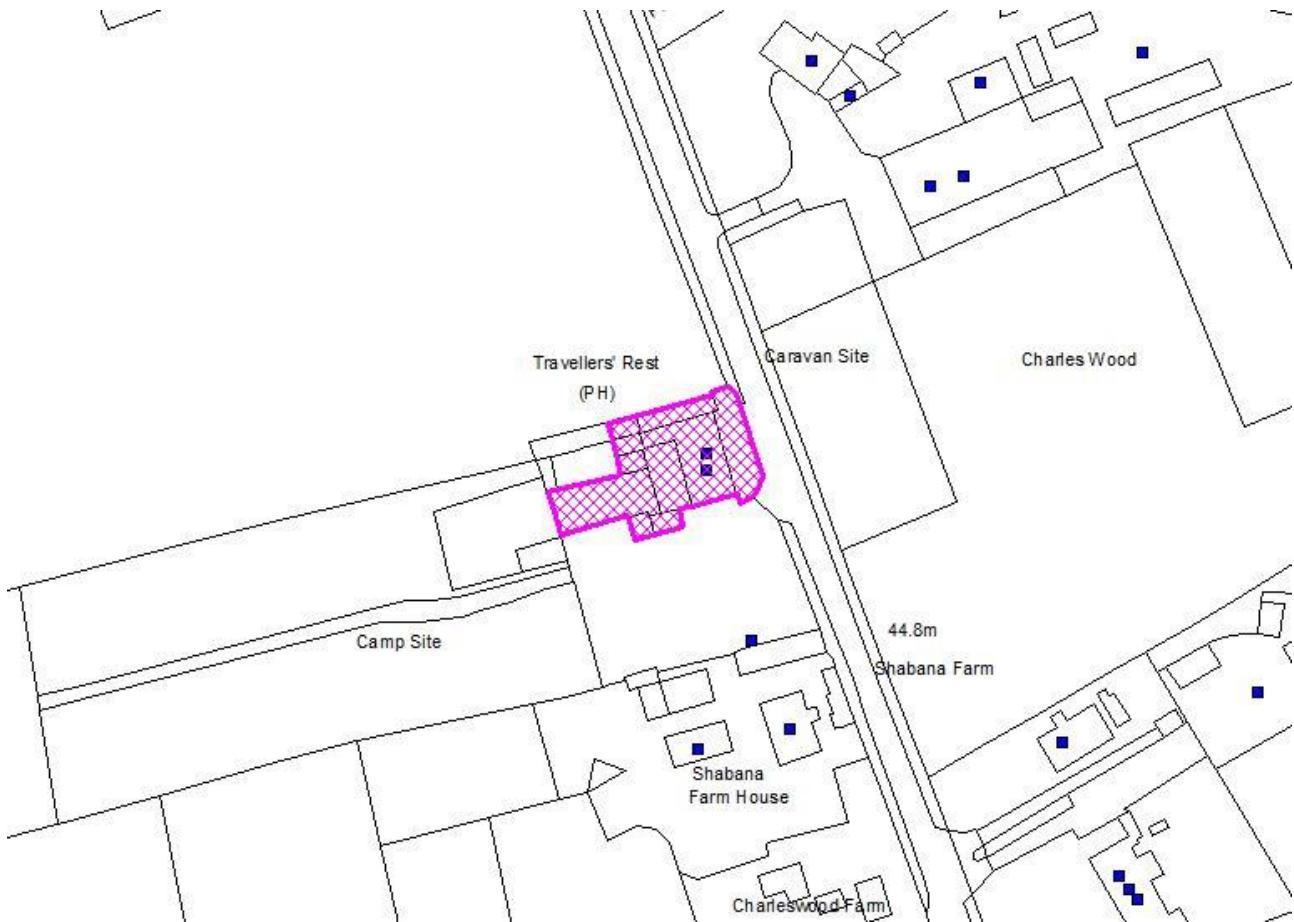 Travellers' Rest
(PH)
Caravan Site
Charles Wood
Camp Site
44.8m
Shabana Farm
Shabana
Farm House
Charleswood Farm